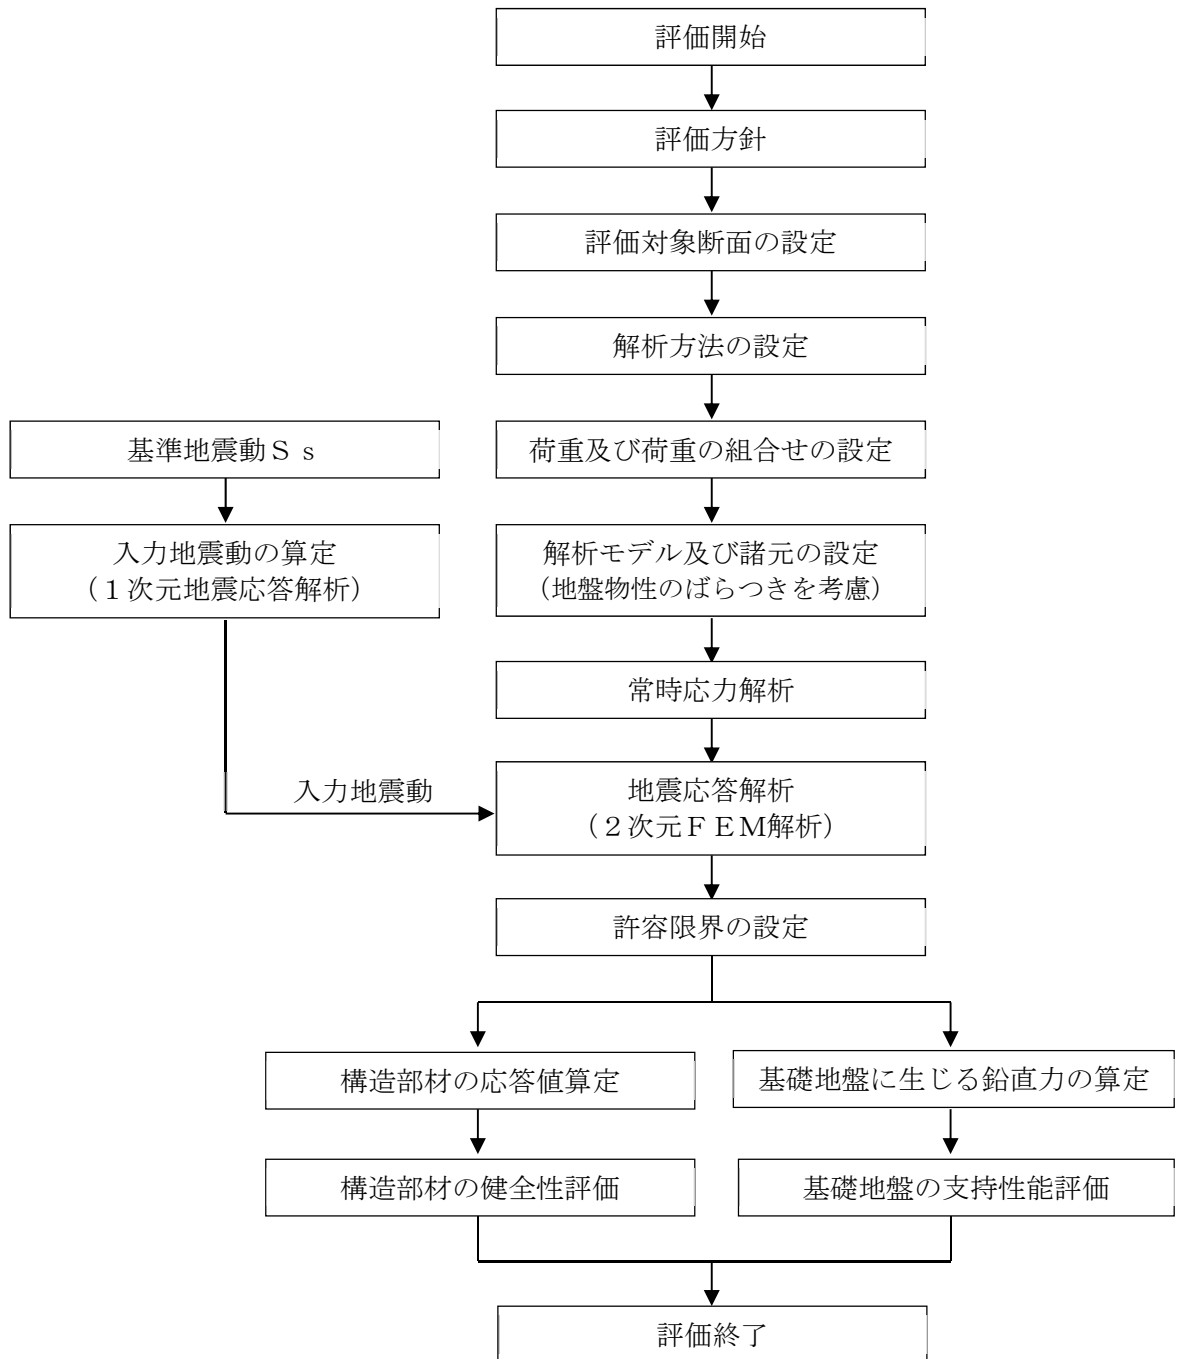 評価開始
評価方針
評価対象断面の設定
解析方法の設定
基準地震動Ｓｓ
荷重及び荷重の組合せの設定
入力地震動の算定
（１次元地震応答解析）
解析モデル及び諸元の設定
（地盤物性のばらつきを考慮）
常時応力解析
入力地震動
地震応答解析
（２次元ＦＥＭ解析）
許容限界の設定
構造部材の応答値算定
基礎地盤に生じる鉛直力の算定
構造部材の健全性評価
基礎地盤の支持性能評価
評価終了